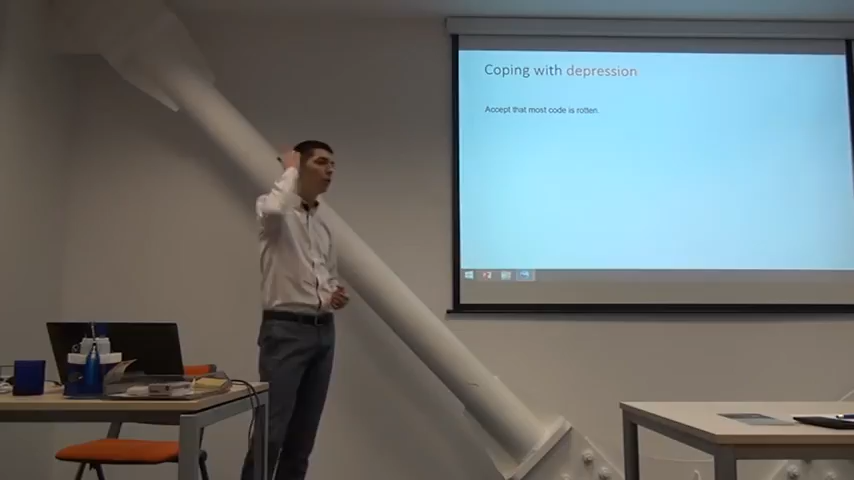 Coping with depression
Accept that most code is rotten.